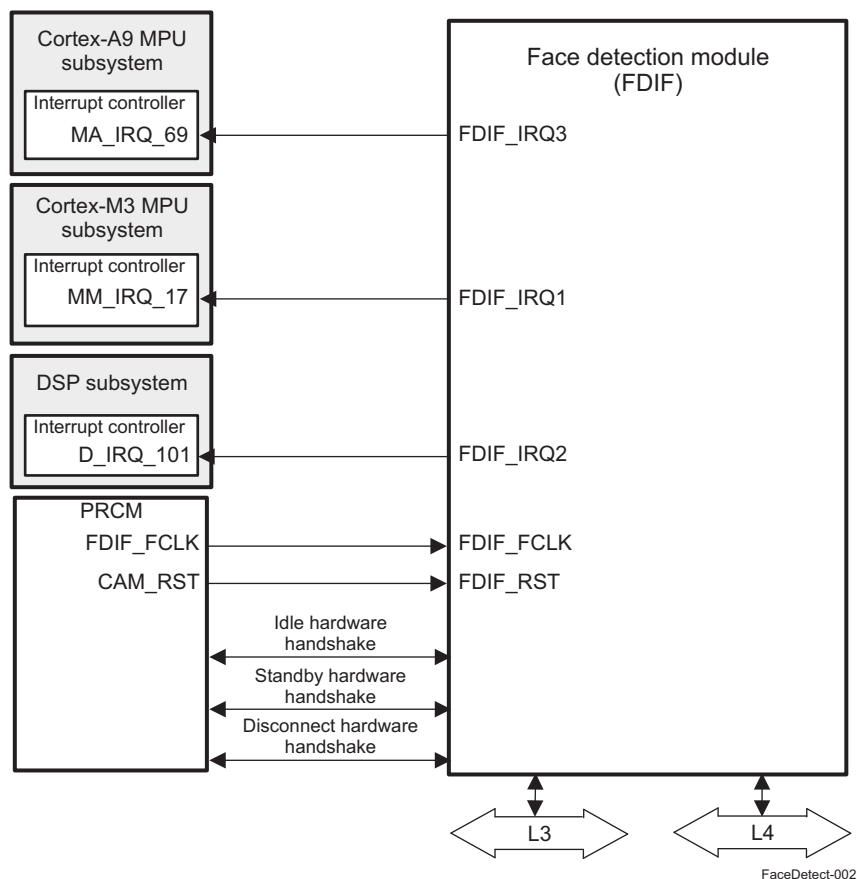 Cortex-A9 MPU
subsystem
Interrupt controller
MA_IRQ_69
Cortex-M3 MPU
subsystem
Interrupt controller
MM_IRQ_17
DSP subsystem
Interrupt controller
D_IRQ_101
PRCM
FDIF_FCLK
CAM_RST
Idle hardware
handshake
Standby hardware
handshake
Disconnect hardware
handshake
Face detection module
(FDIF)
FDIF_IRQ3
FDIF_IRQ1
FDIF_IRQ2
FDIF_FCLK
FDIF_RST
L3
L4
FaceDetect-002